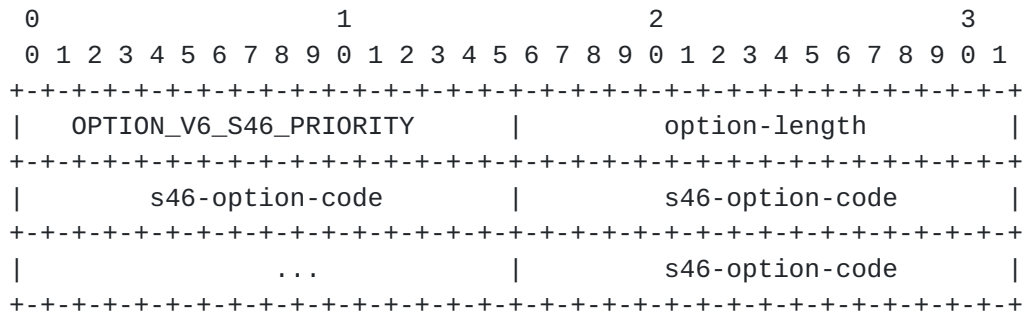 0                   1                   2                   3
 0 1 2 3 4 5 6 7 8 9 0 1 2 3 4 5 6 7 8 9 0 1 2 3 4 5 6 7 8 9 0 1
+-+-+-+-+-+-+-+-+-+-+-+-+-+-+-+-+-+-+-+-+-+-+-+-+-+-+-+-+-+-+-+-+
|   OPTION_V6_S46_PRIORITY      |         option-length         |
+-+-+-+-+-+-+-+-+-+-+-+-+-+-+-+-+-+-+-+-+-+-+-+-+-+-+-+-+-+-+-+-+
|        s46-option-code        |         s46-option-code       |
+-+-+-+-+-+-+-+-+-+-+-+-+-+-+-+-+-+-+-+-+-+-+-+-+-+-+-+-+-+-+-+-+
|                ...            |         s46-option-code       |
+-+-+-+-+-+-+-+-+-+-+-+-+-+-+-+-+-+-+-+-+-+-+-+-+-+-+-+-+-+-+-+-+